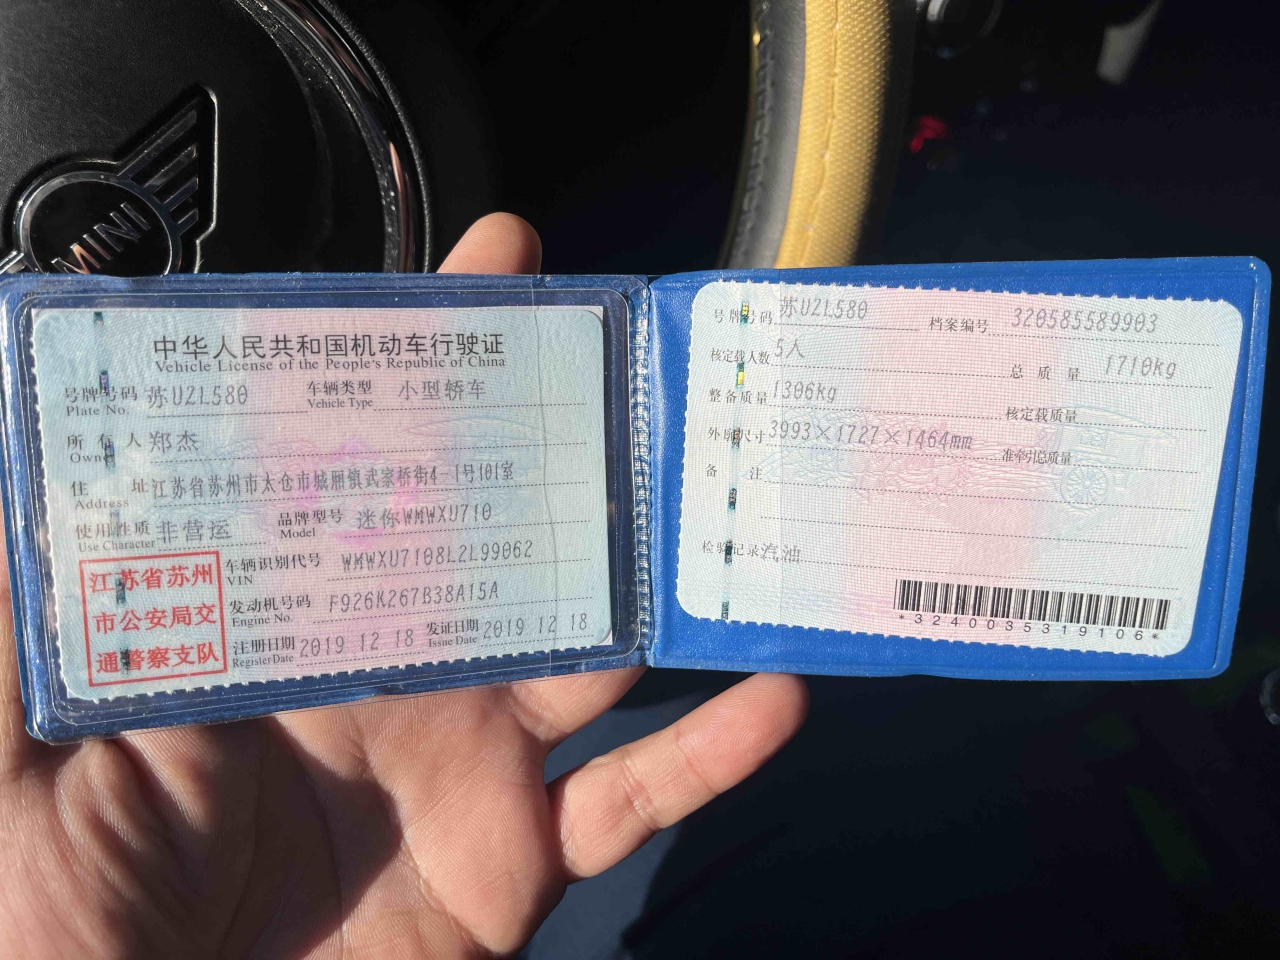 MINI
中华人民共和国机动车行驶证
Vehicle License of the People's Republic of China
号牌号码 苏UZL580 车辆类型 小型轿车
Plate No. Vehicle Type
所有人 郑杰
Owner
住址 江苏省苏州市太仓市城厢镇武家桥街4-1号101室
Address
使用性质 非营运 品牌型号 迷你WMWXU710
Use Character Model
江苏省苏州市公安局交通警察支队
车辆识别代号 WMWXU7108L2L99062
VIN
发动机号码 F926K267B38A15A
Engine No.
注册日期 2019 12 18 发证日期 2019 12 18
Register Date Issue Date
号牌号码 苏UZL580 档案编号 320585589903
核定载人数 5人 总质量 1710kg
整备质量 1306kg 核定载质量
外廓尺寸 3993×1727×1464mm 准牵引总质量
备注
检验记录 汽油
*3240035319106*